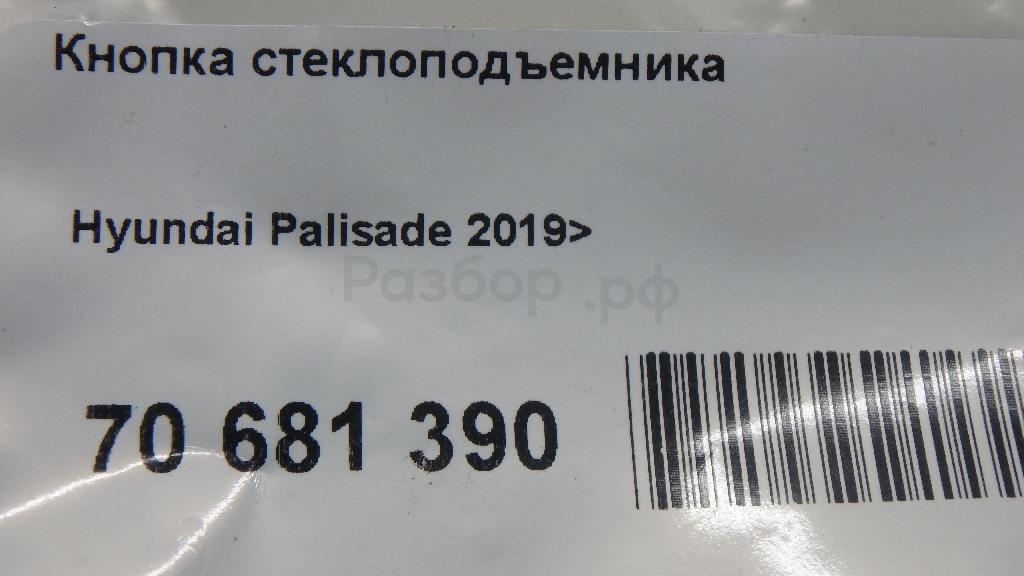 Кнопка стеклоподъемника
Hyundai Palisade 2019>
Разбор.рф
70 681 390